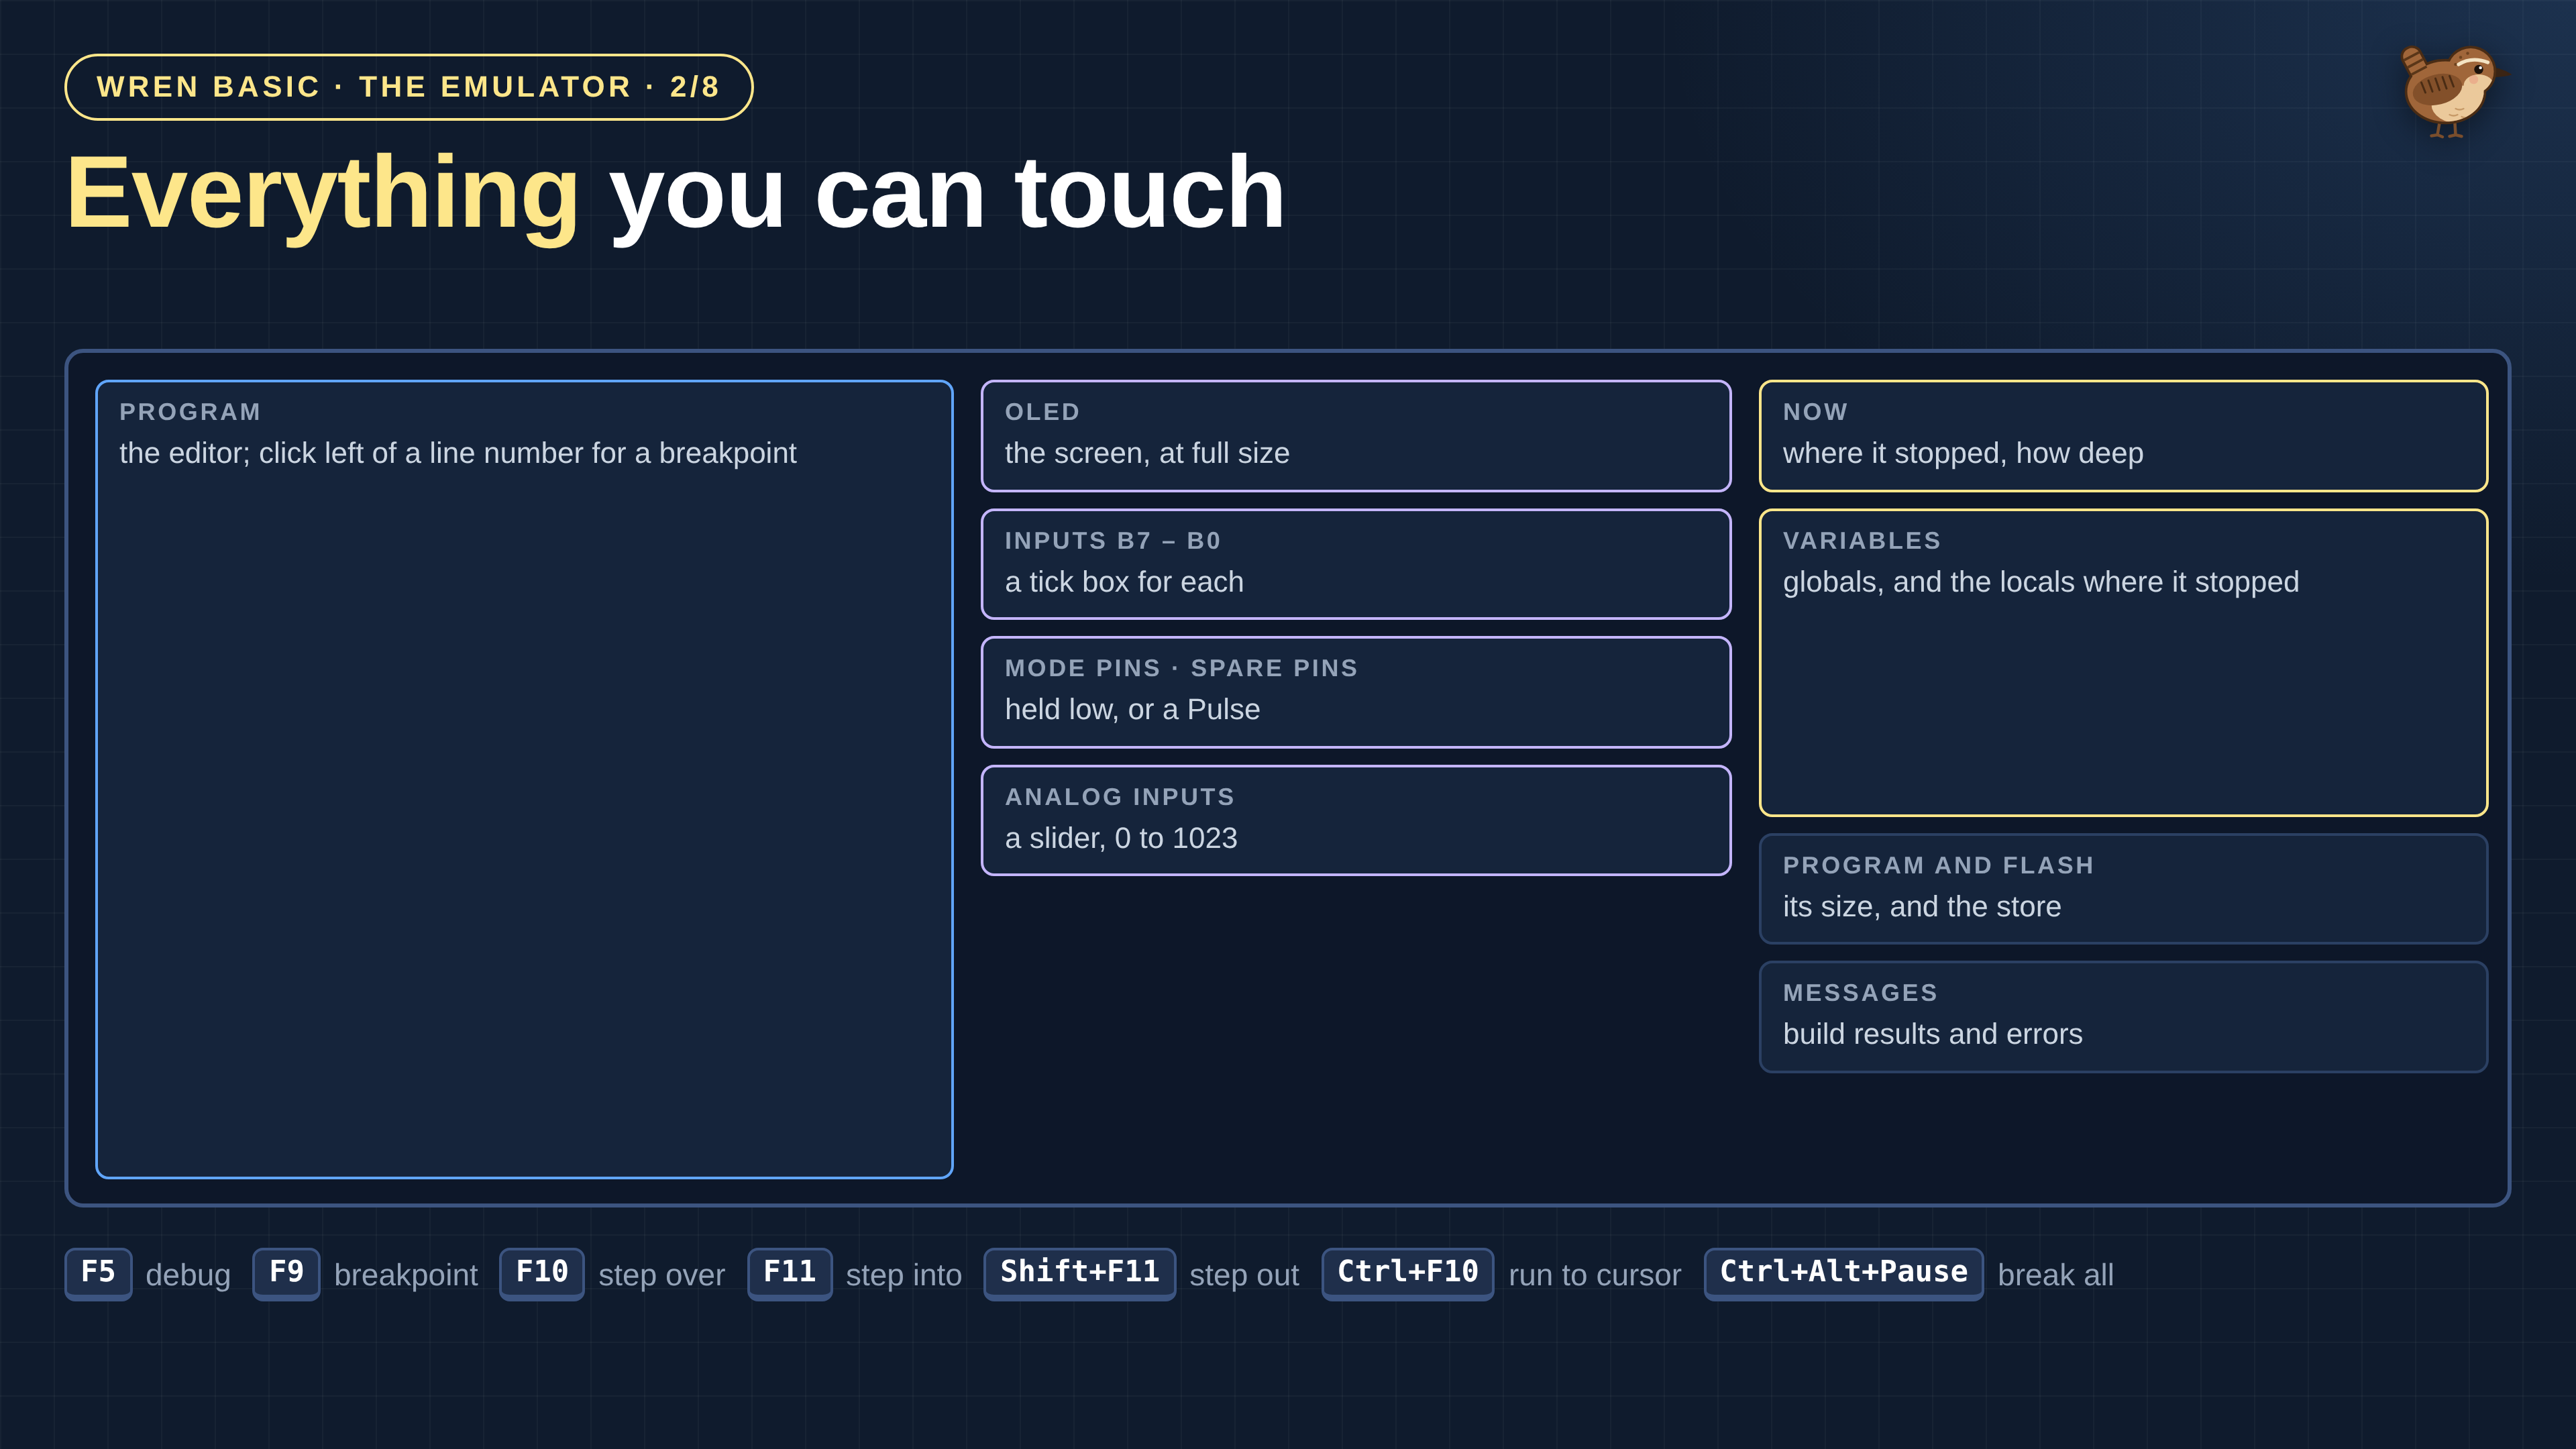 WREN BASIC · THE EMULATOR · 2/8
Everything you can touch
PROGRAM
the editor; click left of a line number for a breakpoint
OLED
the screen, at full size
INPUTS B7 – B0
a tick box for each
MODE PINS · SPARE PINS
held low, or a Pulse
ANALOG INPUTS
a slider, 0 to 1023
NOW
where it stopped, how deep
VARIABLES
globals, and the locals where it stopped
PROGRAM AND FLASH
its size, and the store
MESSAGES
build results and errors
F5 debug F9 breakpoint F10 step over F11 step into Shift+F11 step out Ctrl+F10 run to cursor Ctrl+Alt+Pause break all